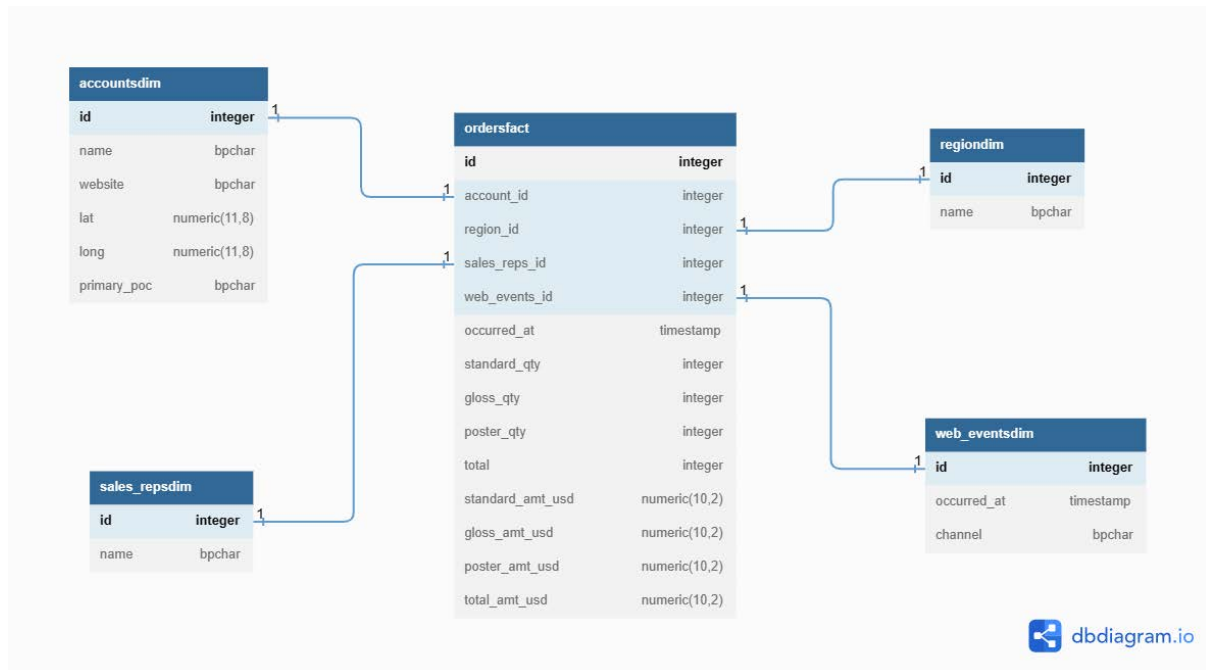 accountsdim
id integer 1
name bpchar
website bpchar
lat numeric(11,8)
long numeric(11,8)
primary_poc bpchar
ordersfact
id integer
1 account_id integer
region_id integer 1
1 sales_reps_id integer
web_events_id integer 1
occurred_at timestamp
standard_qty integer
gloss_qty integer
poster_qty integer
total integer
standard_amt_usd numeric(10,2)
gloss_amt_usd numeric(10,2)
poster_amt_usd numeric(10,2)
total_amt_usd numeric(10,2)
regiondim
1 id integer
name bpchar
sales_repsdim
id integer 1
name bpchar
web_eventsdim
1 id integer
occurred_at timestamp
channel bpchar
dbdiagram.io